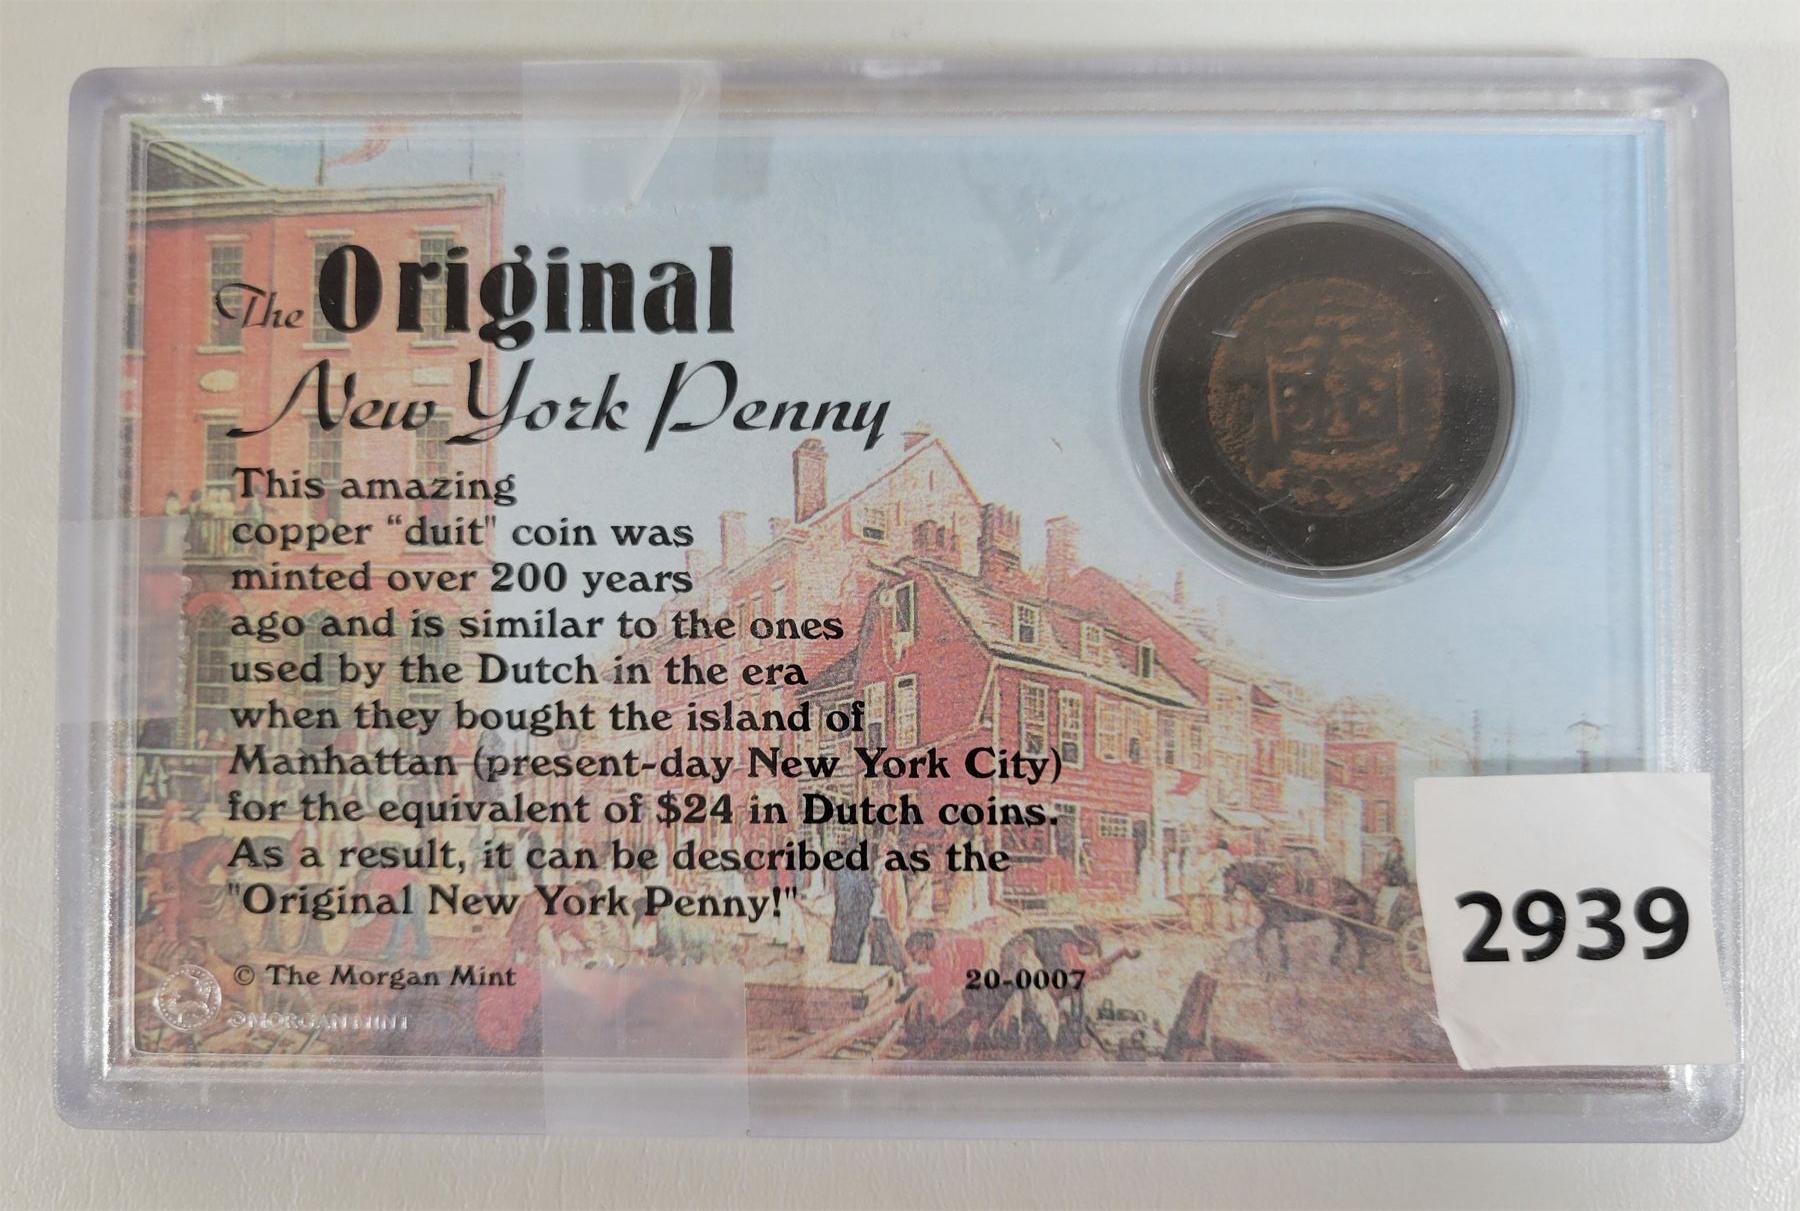 The Original
New York Penny
This amazing
copper “duit" coin was
minted over 200 years
ago and is similar to the ones
used by the Dutch in the era
when they bought the island of
Manhattan (present-day New York City)
for the equivalent of $24 in Dutch coins.
As a result, it can be described as the
"Original New York Penny!"
© The Morgan Mint
20-0007
©MORGAN MINT
2939